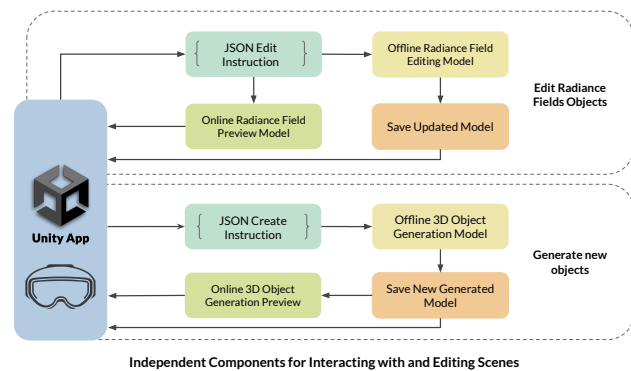 { JSON Edit
Instruction }
Offline Radiance Field
Editing Model
Edit Radiance
Fields Objects
Online Radiance Field
Preview Model
Save Updated Model
Unity App
{ JSON Create
Instruction }
Offline 3D Object
Generation Model
Generate new
objects
Online 3D Object
Generation Preview
Save New Generated
Model
Independent Components for Interacting with and Editing Scenes